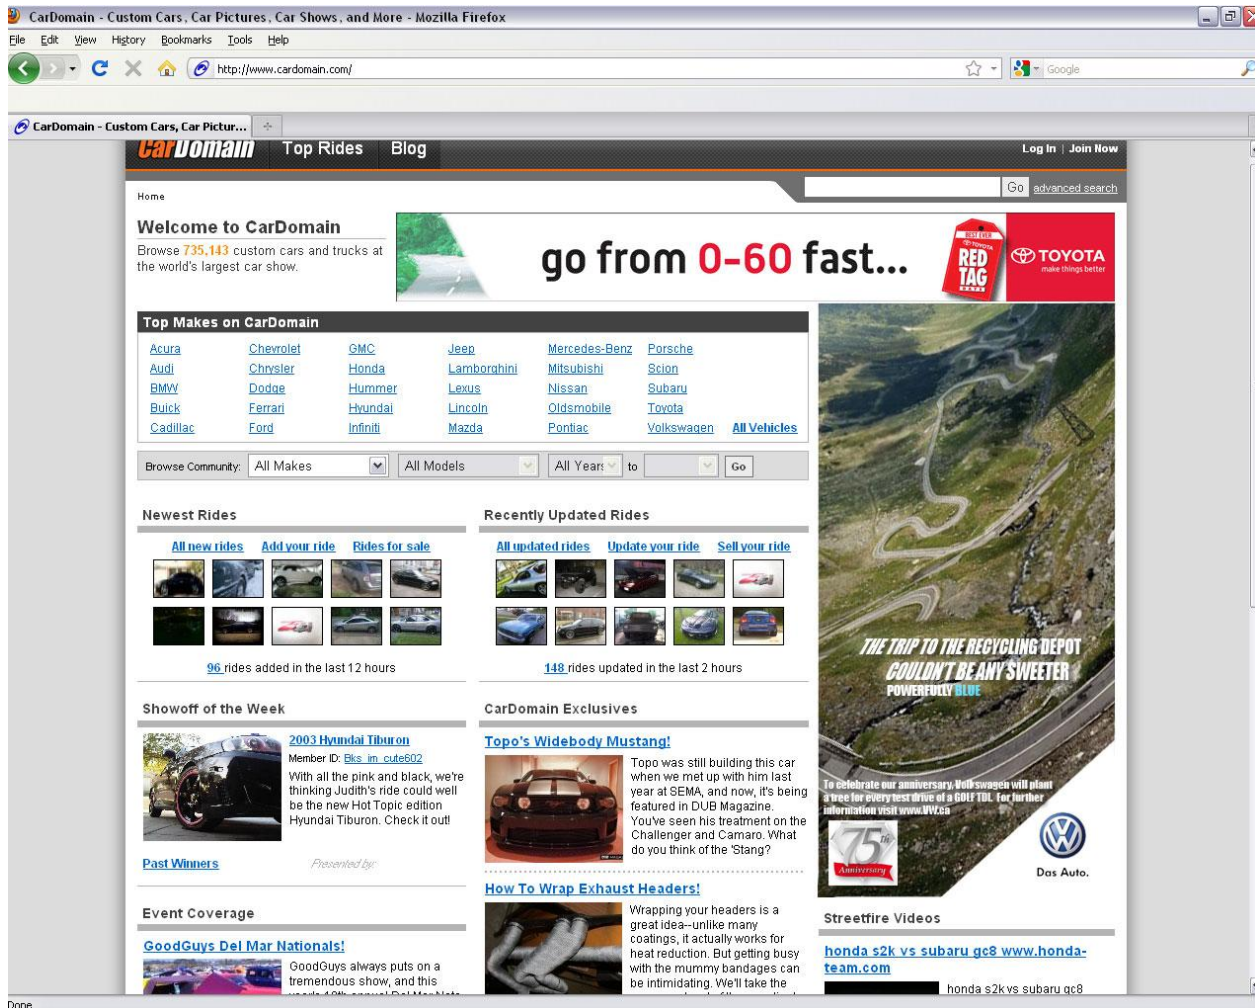 CarDomain - Custom Cars, Car Pictures, Car Shows, and More - Mozilla Firefox
File Edit View History Bookmarks Tools Help
http://www.cardomain.com/
Google
CarDomain - Custom Cars, Car Pictur...
CarDomain Top Rides Blog
Log In | Join Now
Home
Go advanced search
Welcome to CarDomain
Browse 735,143 custom cars and trucks at
the world's largest car show.
go from 0-60 fast...
BEST EVER
TOYOTA
RED
TAG
DAYS
TOYOTA
make things better
Top Makes on CarDomain
Acura Chevrolet GMC Jeep Mercedes-Benz Porsche
Audi Chrysler Honda Lamborghini Mitsubishi Scion
BMW Dodge Hummer Lexus Nissan Subaru
Buick Ferrari Hyundai Lincoln Oldsmobile Toyota
Cadillac Ford Infiniti Mazda Pontiac Volkswagen All Vehicles
Browse Community: All Makes All Models All Years to Go
Newest Rides
All new rides Add your ride Rides for sale
96 rides added in the last 12 hours
Recently Updated Rides
All updated rides Update your ride Sell your ride
148 rides updated in the last 2 hours
THE TRIP TO THE RECYCLING DEPOT
COULDN'T BE ANY SWEETER
POWERFULLY BLUE
To celebrate our anniversary, Volkswagen will plant
a tree for every test drive of a GOLF TDI. For further
information visit www.VW.ca
75th
Anniversary
Das Auto.
Showoff of the Week
2003 Hyundai Tiburon
Member ID: Bks_im_cute602
With all the pink and black, we're
thinking Judith's ride could well
be the new Hot Topic edition
Hyundai Tiburon. Check it out!
Past Winners Presented by:
CarDomain Exclusives
Topo's Widebody Mustang!
Topo was still building this car
when we met up with him last
year at SEMA, and now, it's being
featured in DUB Magazine.
You've seen his treatment on the
Challenger and Camaro. What
do you think of the 'Stang?
How To Wrap Exhaust Headers!
Wrapping your headers is a
great idea--unlike many
coatings, it actually works for
heat reduction. But getting busy
with the mummy bandages can
be intimidating. We'll take the
Event Coverage
GoodGuys Del Mar Nationals!
GoodGuys always puts on a
tremendous show, and this
Streetfire Videos
honda s2k vs subaru gc8 www.honda-
team.com
honda s2k vs subaru gc8
Done